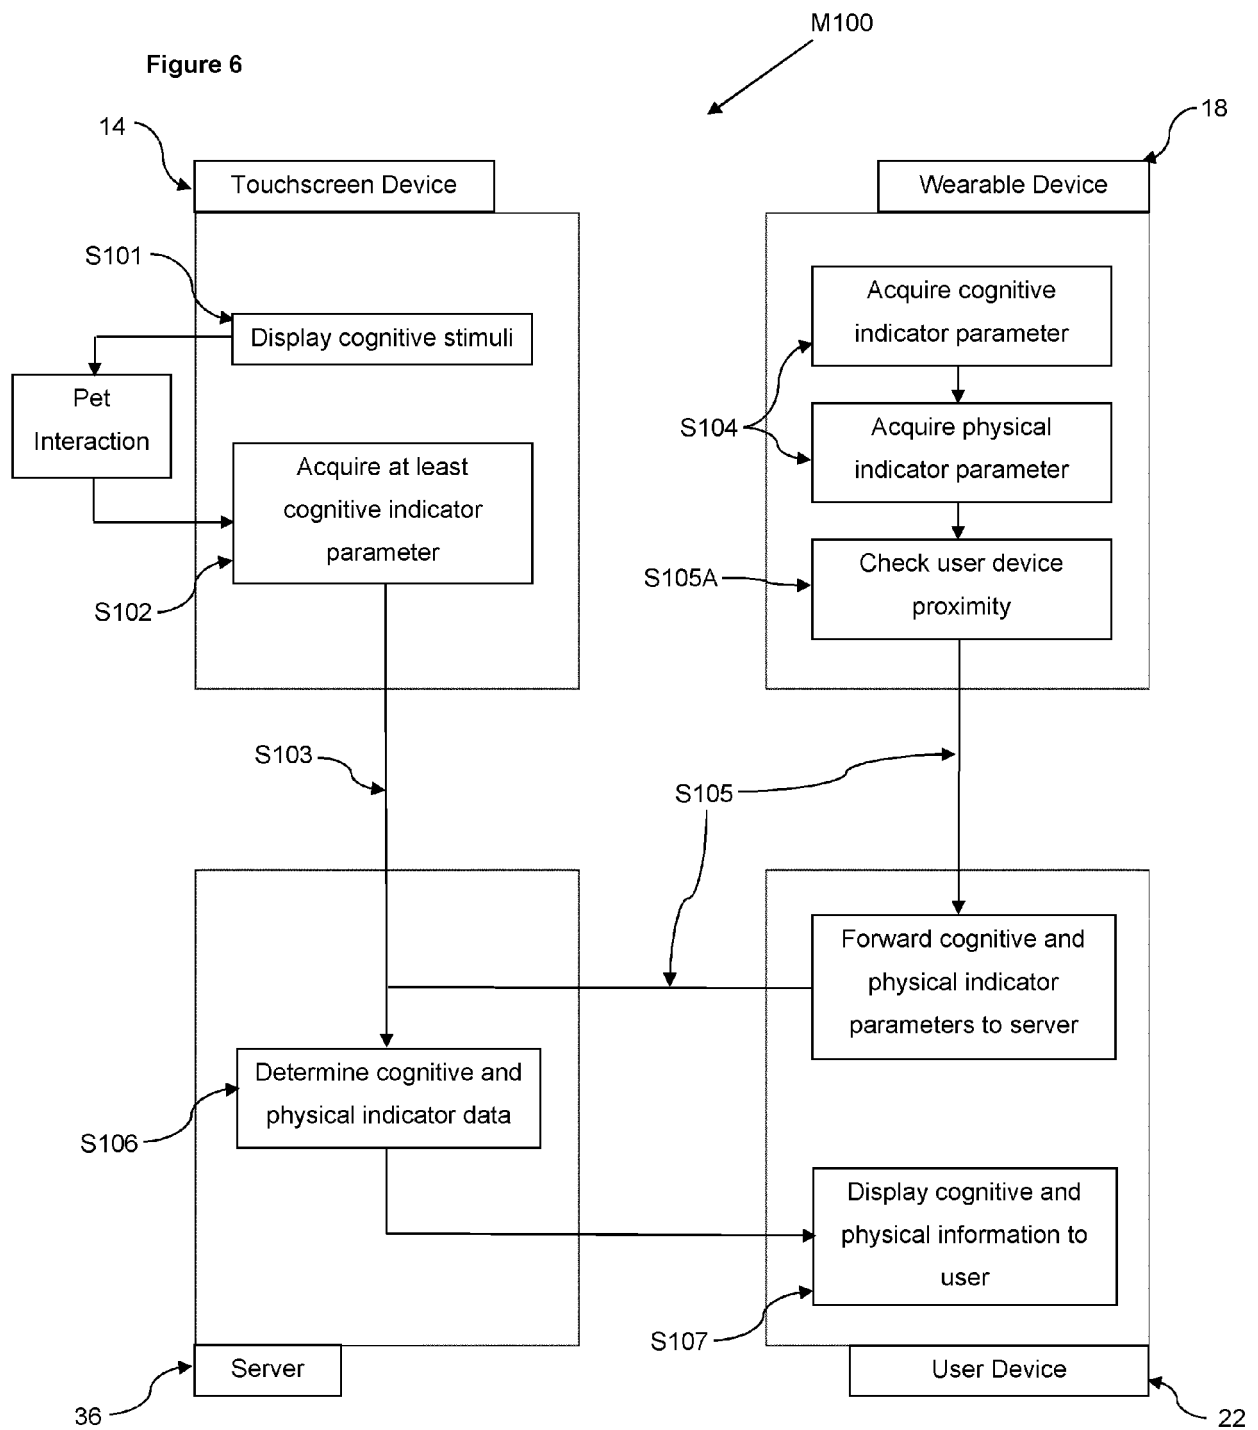 M100
Figure 6
14
18
Touchscreen Device
Wearable Device
S101
Display cognitive stimuli
Pet
Interaction
Acquire at least
cognitive indicator
parameter
S102
Acquire cognitive
indicator parameter
S104
Acquire physical
indicator parameter
S105A
Check user device
proximity
S103
S105
Forward cognitive and
physical indicator
parameters to server
Determine cognitive and
physical indicator data
S106
Display cognitive and
physical information to
user
S107
Server
User Device
36
22